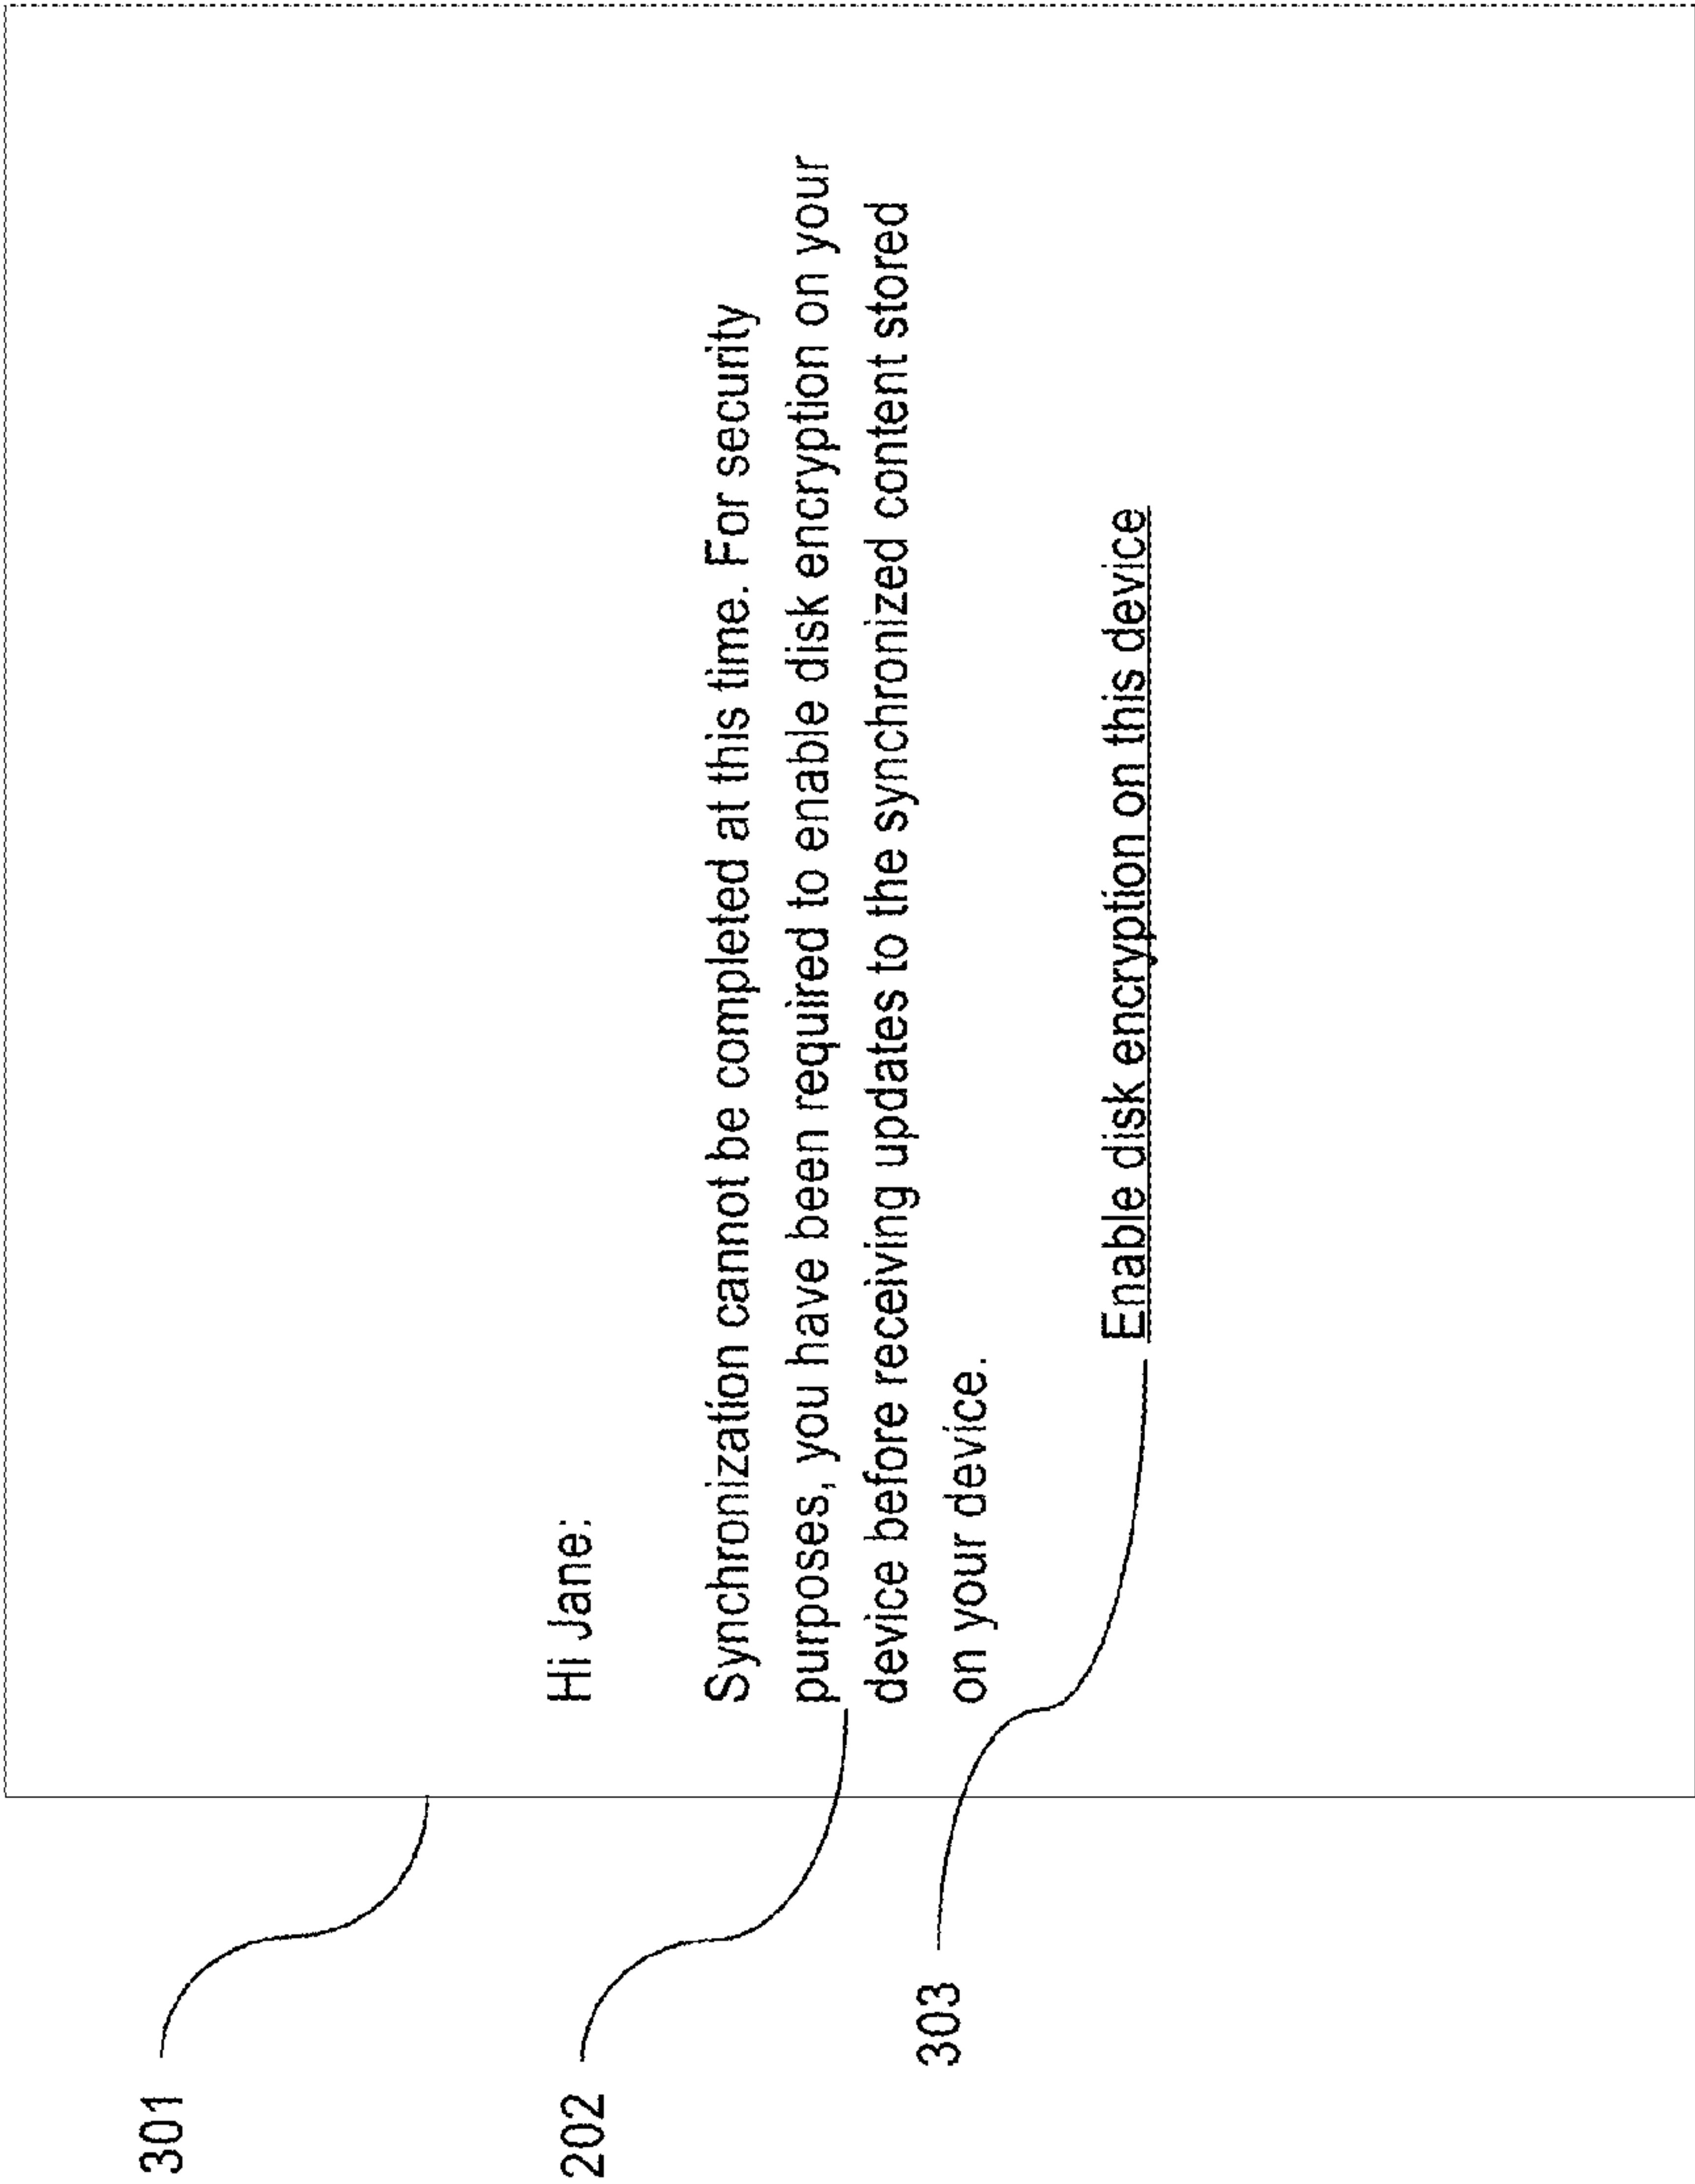 301
Hi Jane:
Synchronization cannot be completed at this time. For security
202
purposes, you have been required to enable disk encryption on your
device before receiving updates to the synchronized content stored
on your device.
303
Enable disk encryption on this device